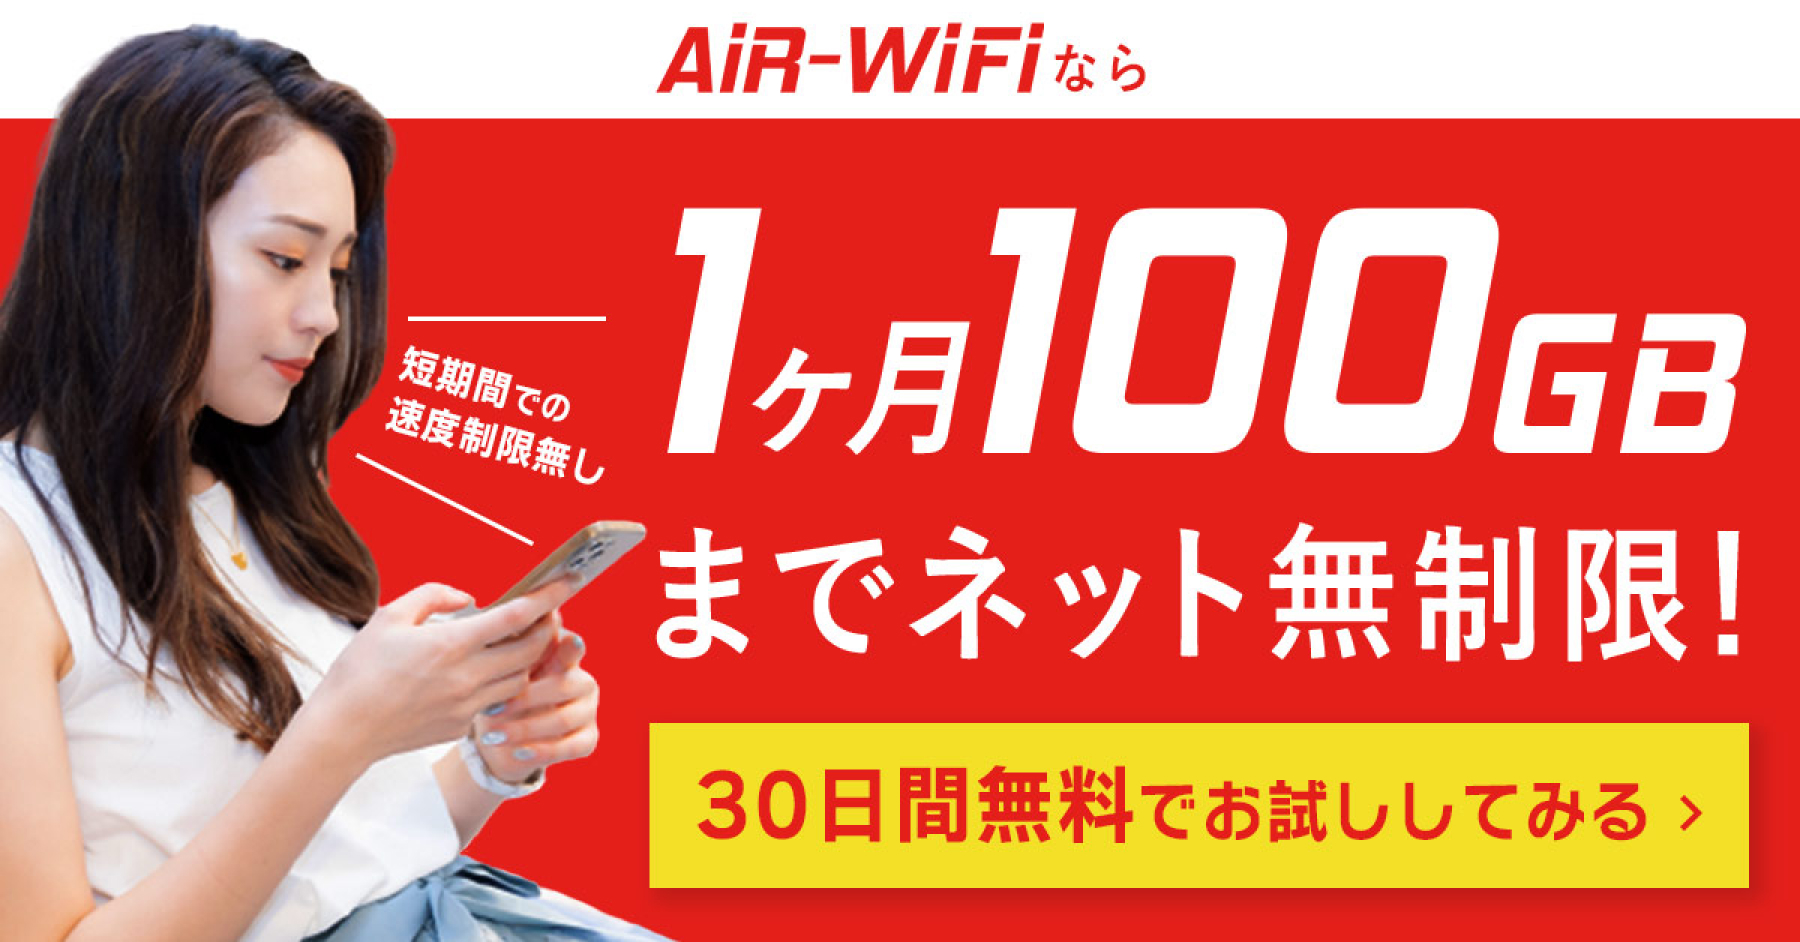 AiR-WiFiなら
1ヶ月100GB
短期間での
速度制限無し
までネット無制限!
30日間無料でお試ししてみる >